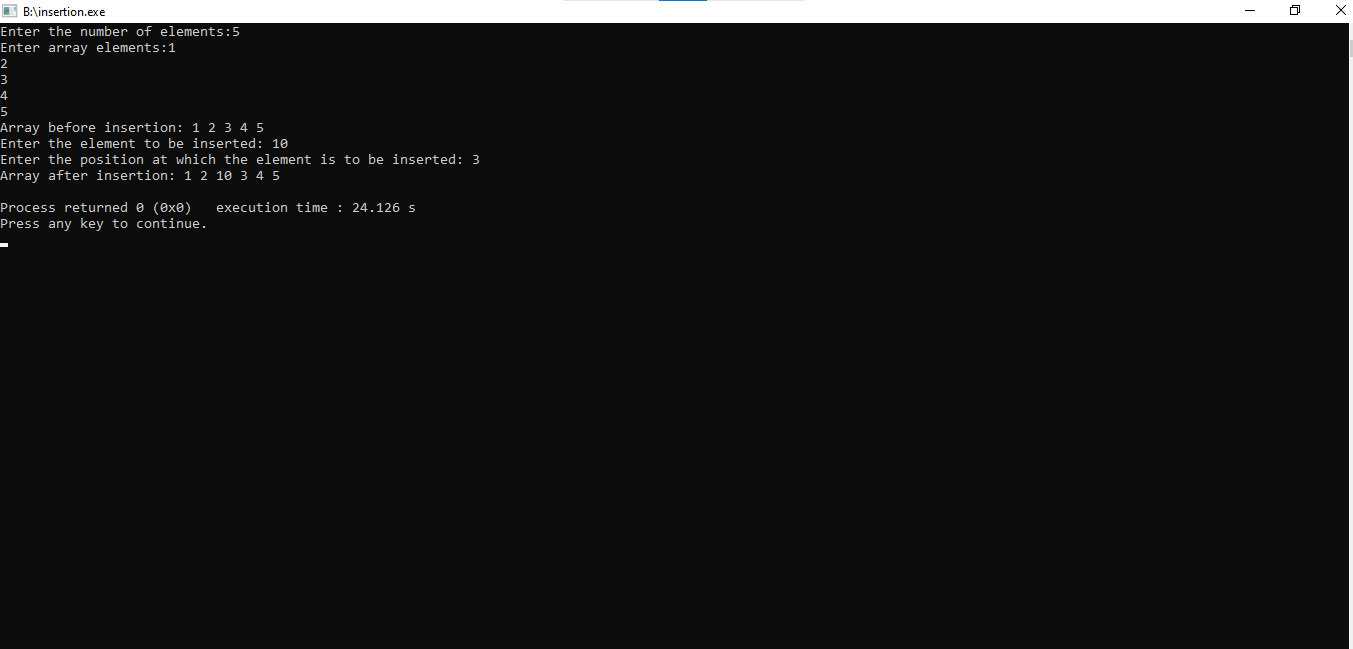 B:\insertion.exe
Enter the number of elements:5
Enter array elements:1
2
3
4
5
Array before insertion: 1 2 3 4 5
Enter the element to be inserted: 10
Enter the position at which the element is to be inserted: 3
Array after insertion: 1 2 10 3 4 5
Process returned 0 (0x0)   execution time : 24.126 s
Press any key to continue.